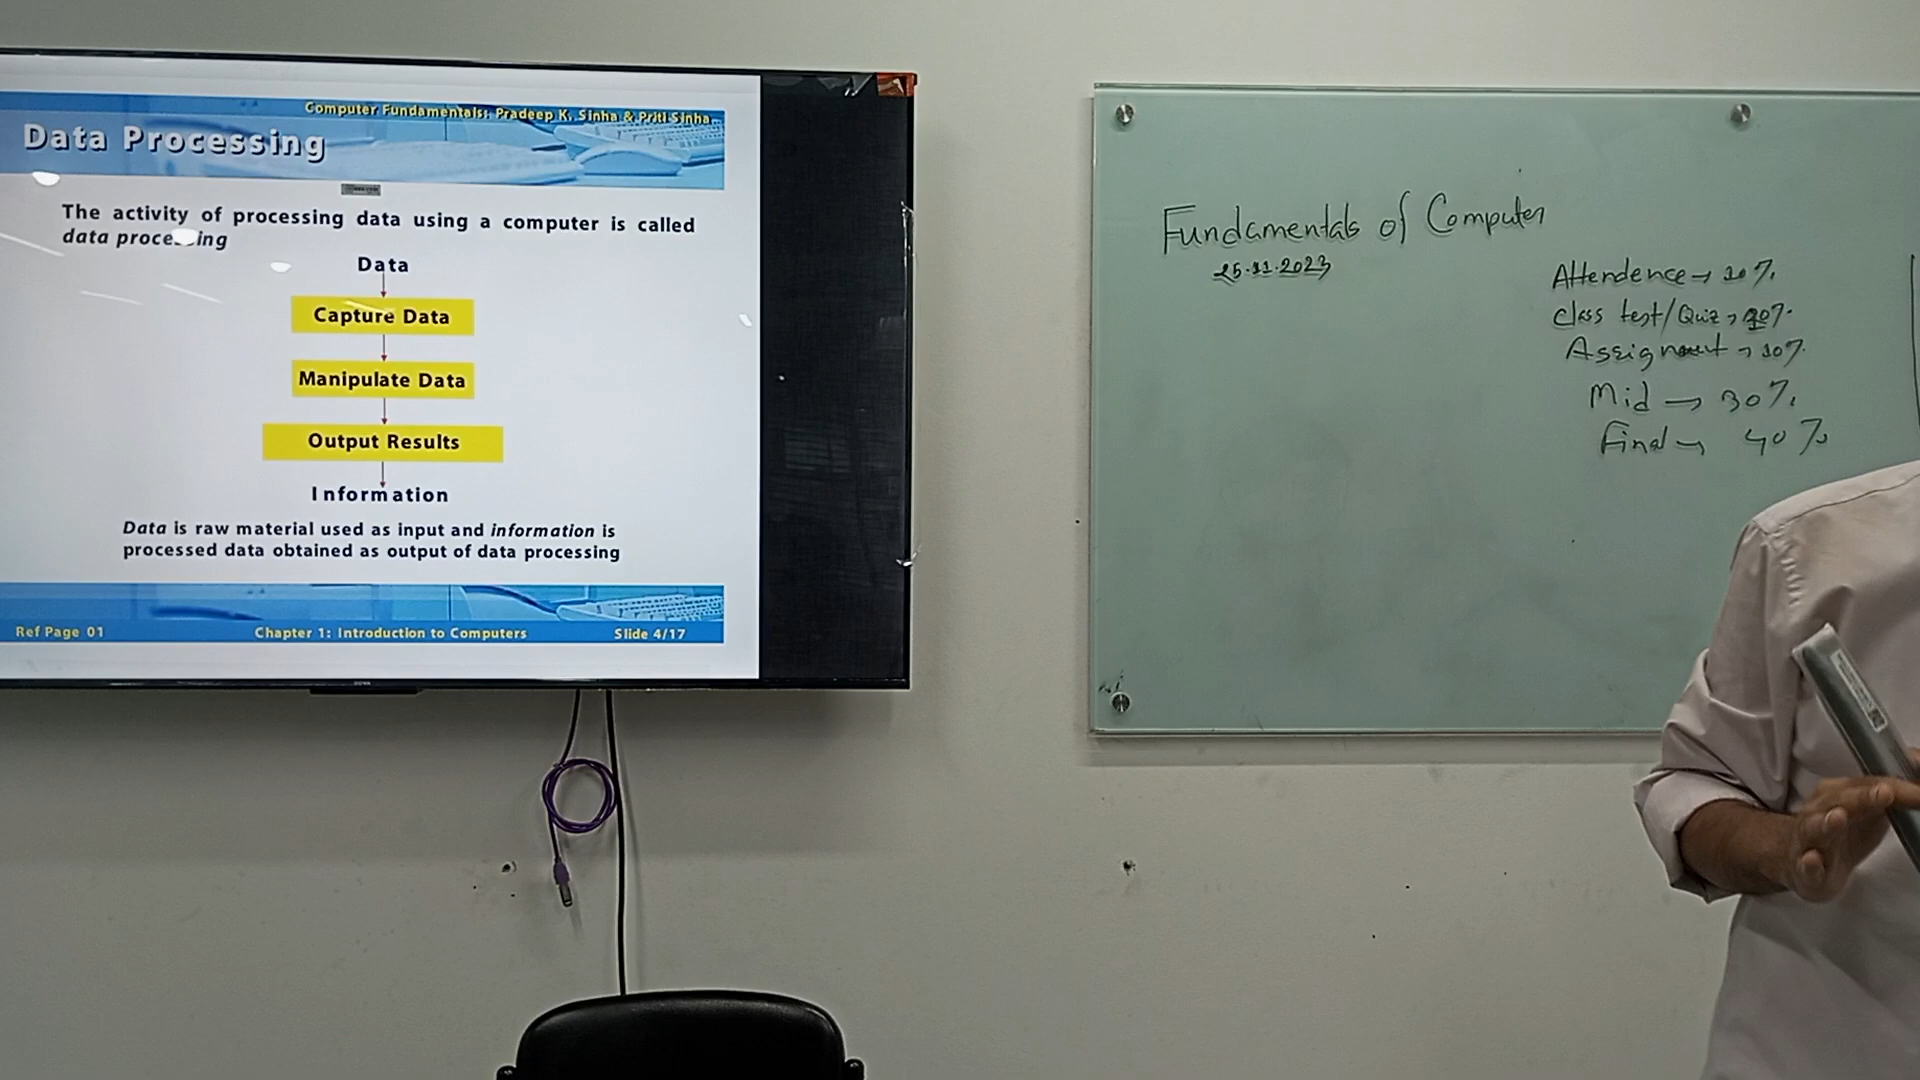 Computer Fundamentals: Pradeep K. Sinha & Priti Sinha
Data Processing
The activity of processing data using a computer is called
data processing
Data
Capture Data
Manipulate Data
Output Results
Information
Data is raw material used as input and information is
processed data obtained as output of data processing
Ref Page 01
Chapter 1: Introduction to Computers
Slide 4/17
Fundamentals of Computer
25.11.2023
Attendence → 10%
Class test/Quiz → 10%
Assignment → 10%
Mid → 30%
Final → 40%